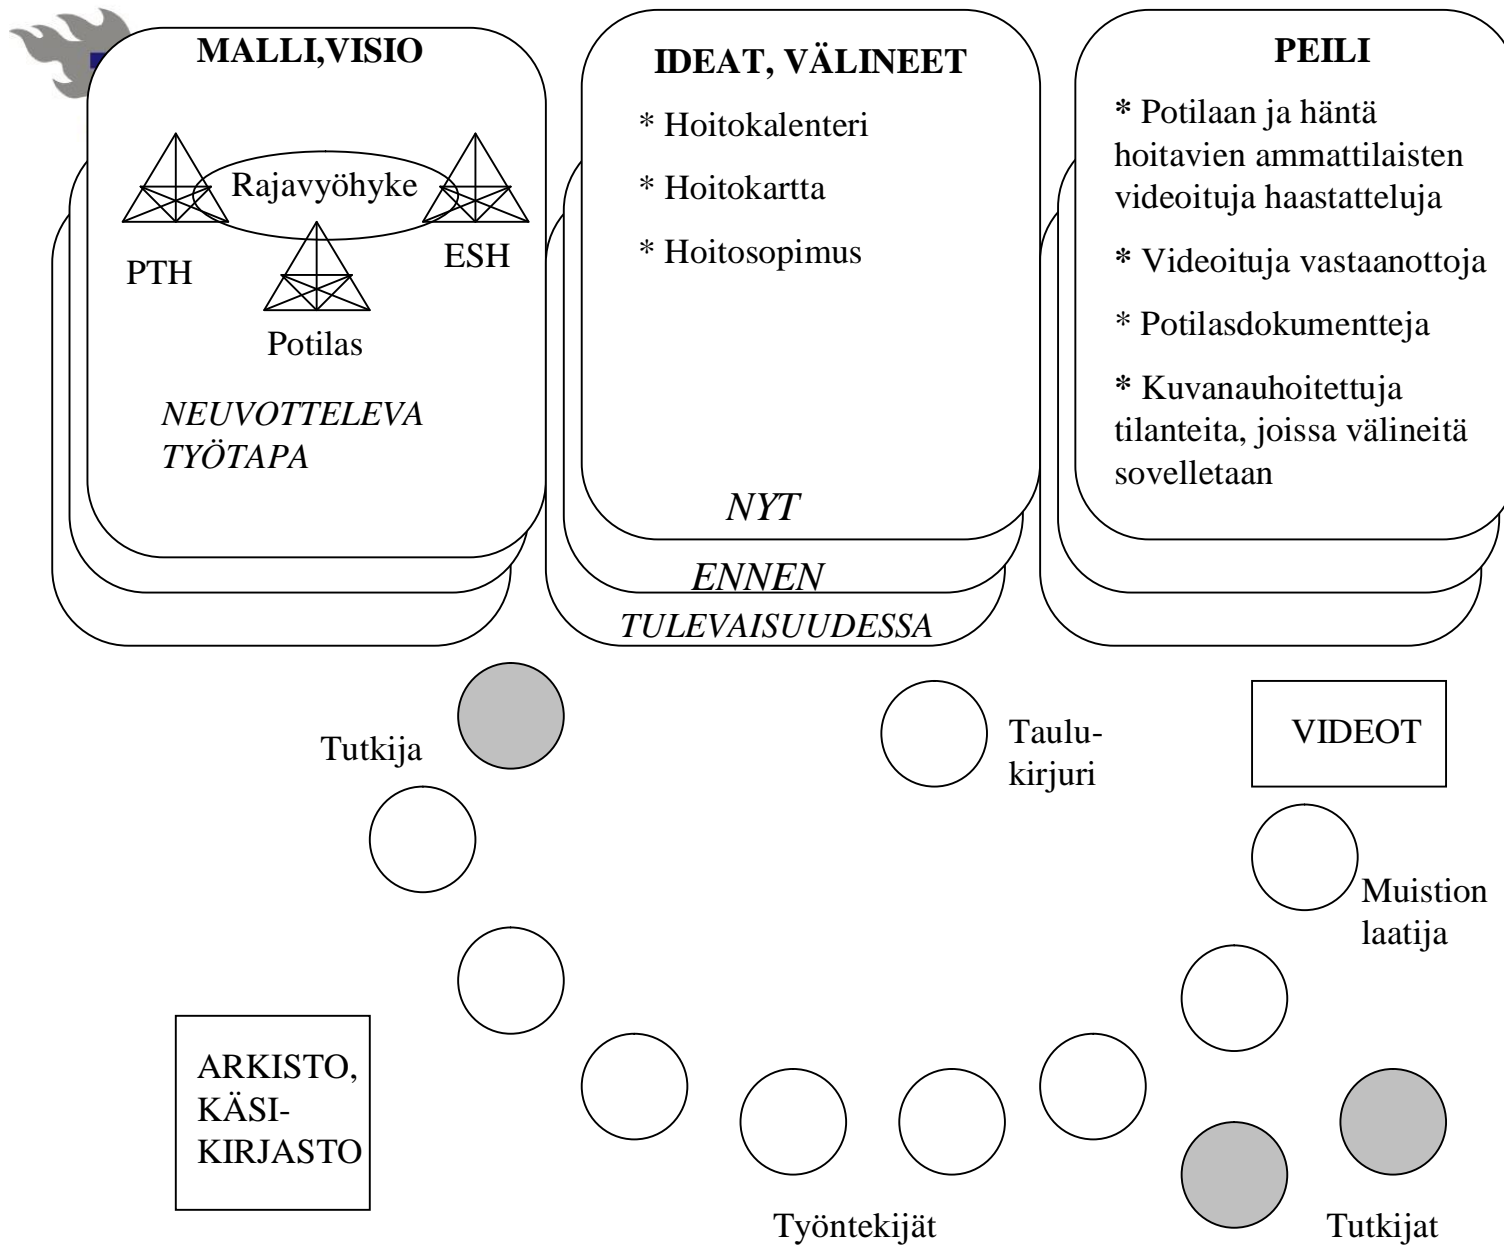 MALLI,VISIO
Rajavyöhyke
PTH
ESH
Potilas
NEUVOTTELEVA
TYÖTAPA
IDEAT, VÄLINEET
* Hoitokalenteri
* Hoitokartta
* Hoitosopimus
NYT
ENNEN
TULEVAISUUDESSA
PEILI
* Potilaan ja häntä
hoitavien ammattilaisten
videoituja haastatteluja
* Videoituja vastaanottoja
* Potilasdokumentteja
* Kuvanauhoitettuja
tilanteita, joissa välineitä
sovelletaan
Tutkija
Taulu-
kirjuri
VIDEOT
Muistion
laatija
ARKISTO,
KÄSI-
KIRJASTO
Työntekijät
Tutkijat